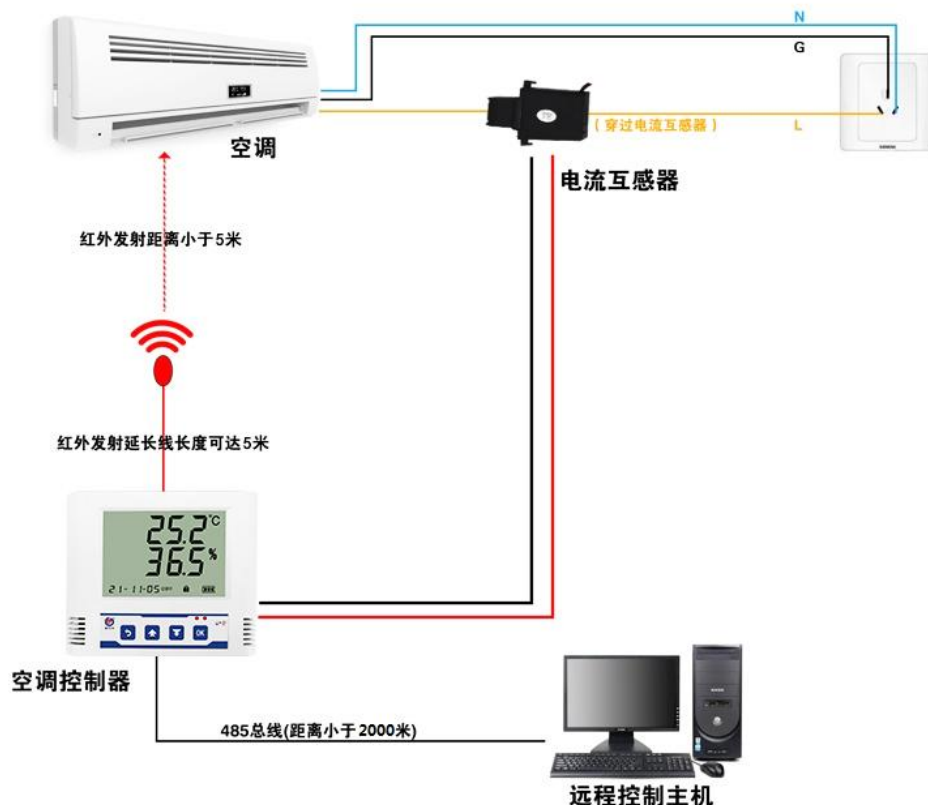 N
G
（穿过电流互感器）
L
空调
电流互感器
红外发射距离小于5米
红外发射延长线长度可达5米
25.2℃
36.5%
21-11-05
OK
空调控制器
485总线(距离小于2000米)
远程控制主机